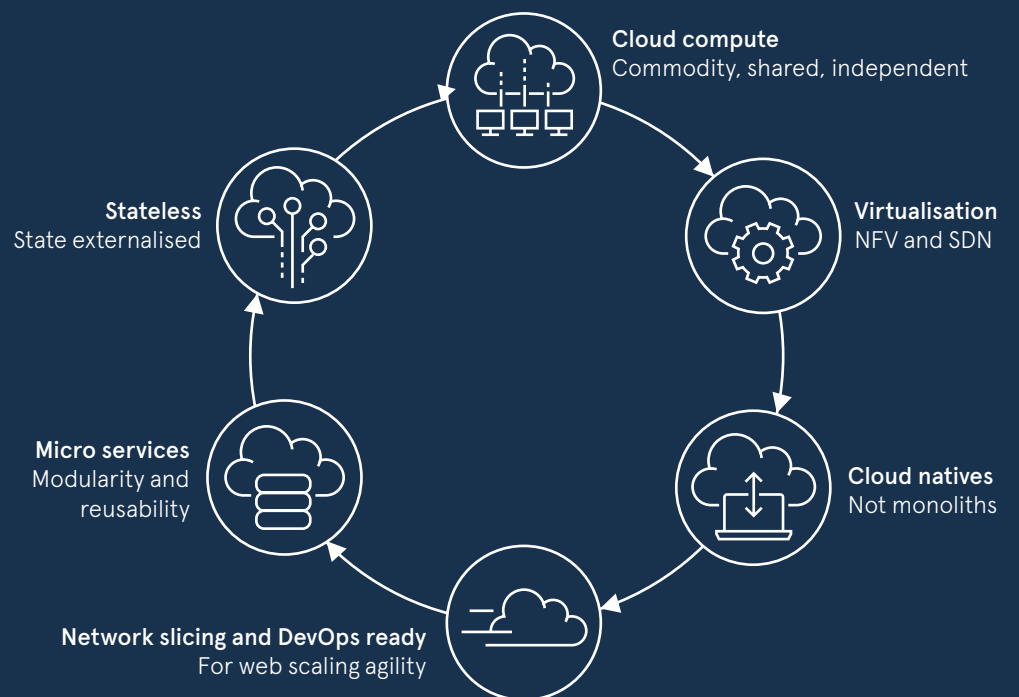 Cloud compute
Commodity, shared, independent
Virtualisation
NFV and SDN
Cloud natives
Not monoliths
Network slicing and DevOps ready
For web scaling agility
Micro services
Modularity and
reusability
Stateless
State externalised